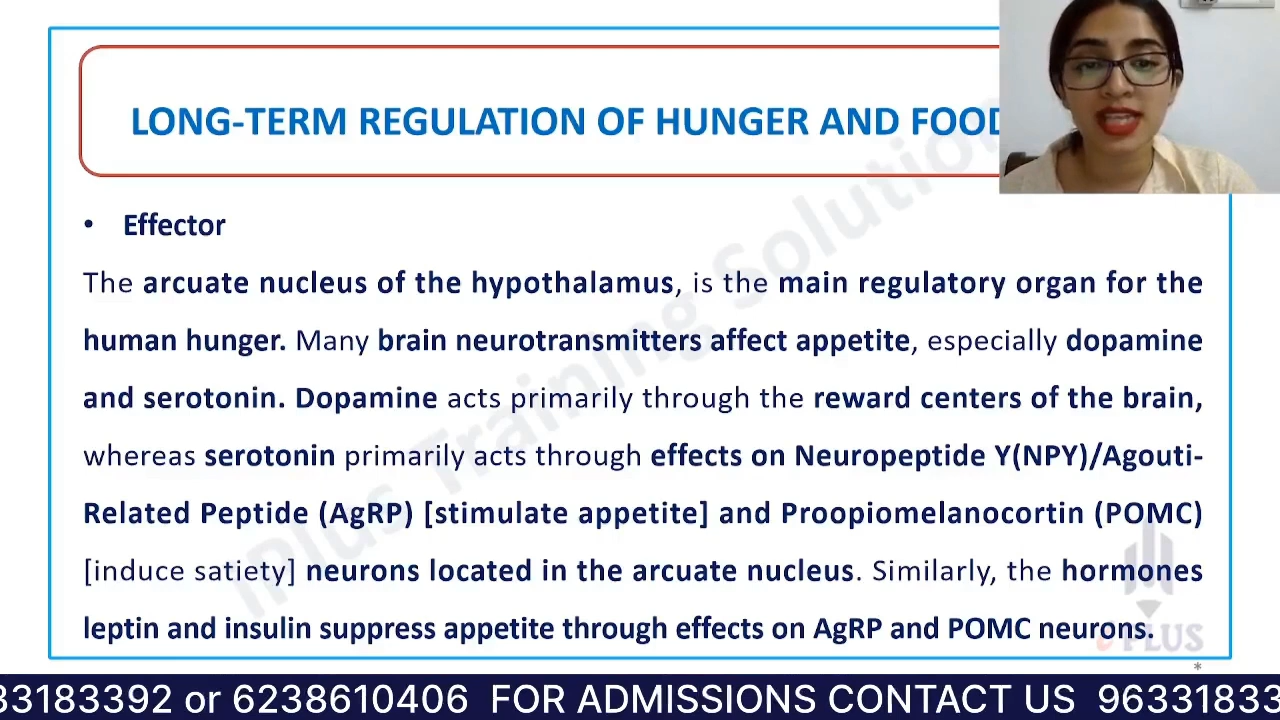 LONG-TERM REGULATION OF HUNGER AND FOOD
• Effector
The arcuate nucleus of the hypothalamus, is the main regulatory organ for the
human hunger. Many brain neurotransmitters affect appetite, especially dopamine
and serotonin. Dopamine acts primarily through the reward centers of the brain,
whereas serotonin primarily acts through effects on Neuropeptide Y(NPY)/Agouti-
Related Peptide (AgRP) [stimulate appetite] and Proopiomelanocortin (POMC)
[induce satiety] neurons located in the arcuate nucleus. Similarly, the hormones
leptin and insulin suppress appetite through effects on AgRP and POMC neurons.
iPlus Training Solution
iPLUS
*
33183392 or 6238610406 FOR ADMISSIONS CONTACT US 96331833